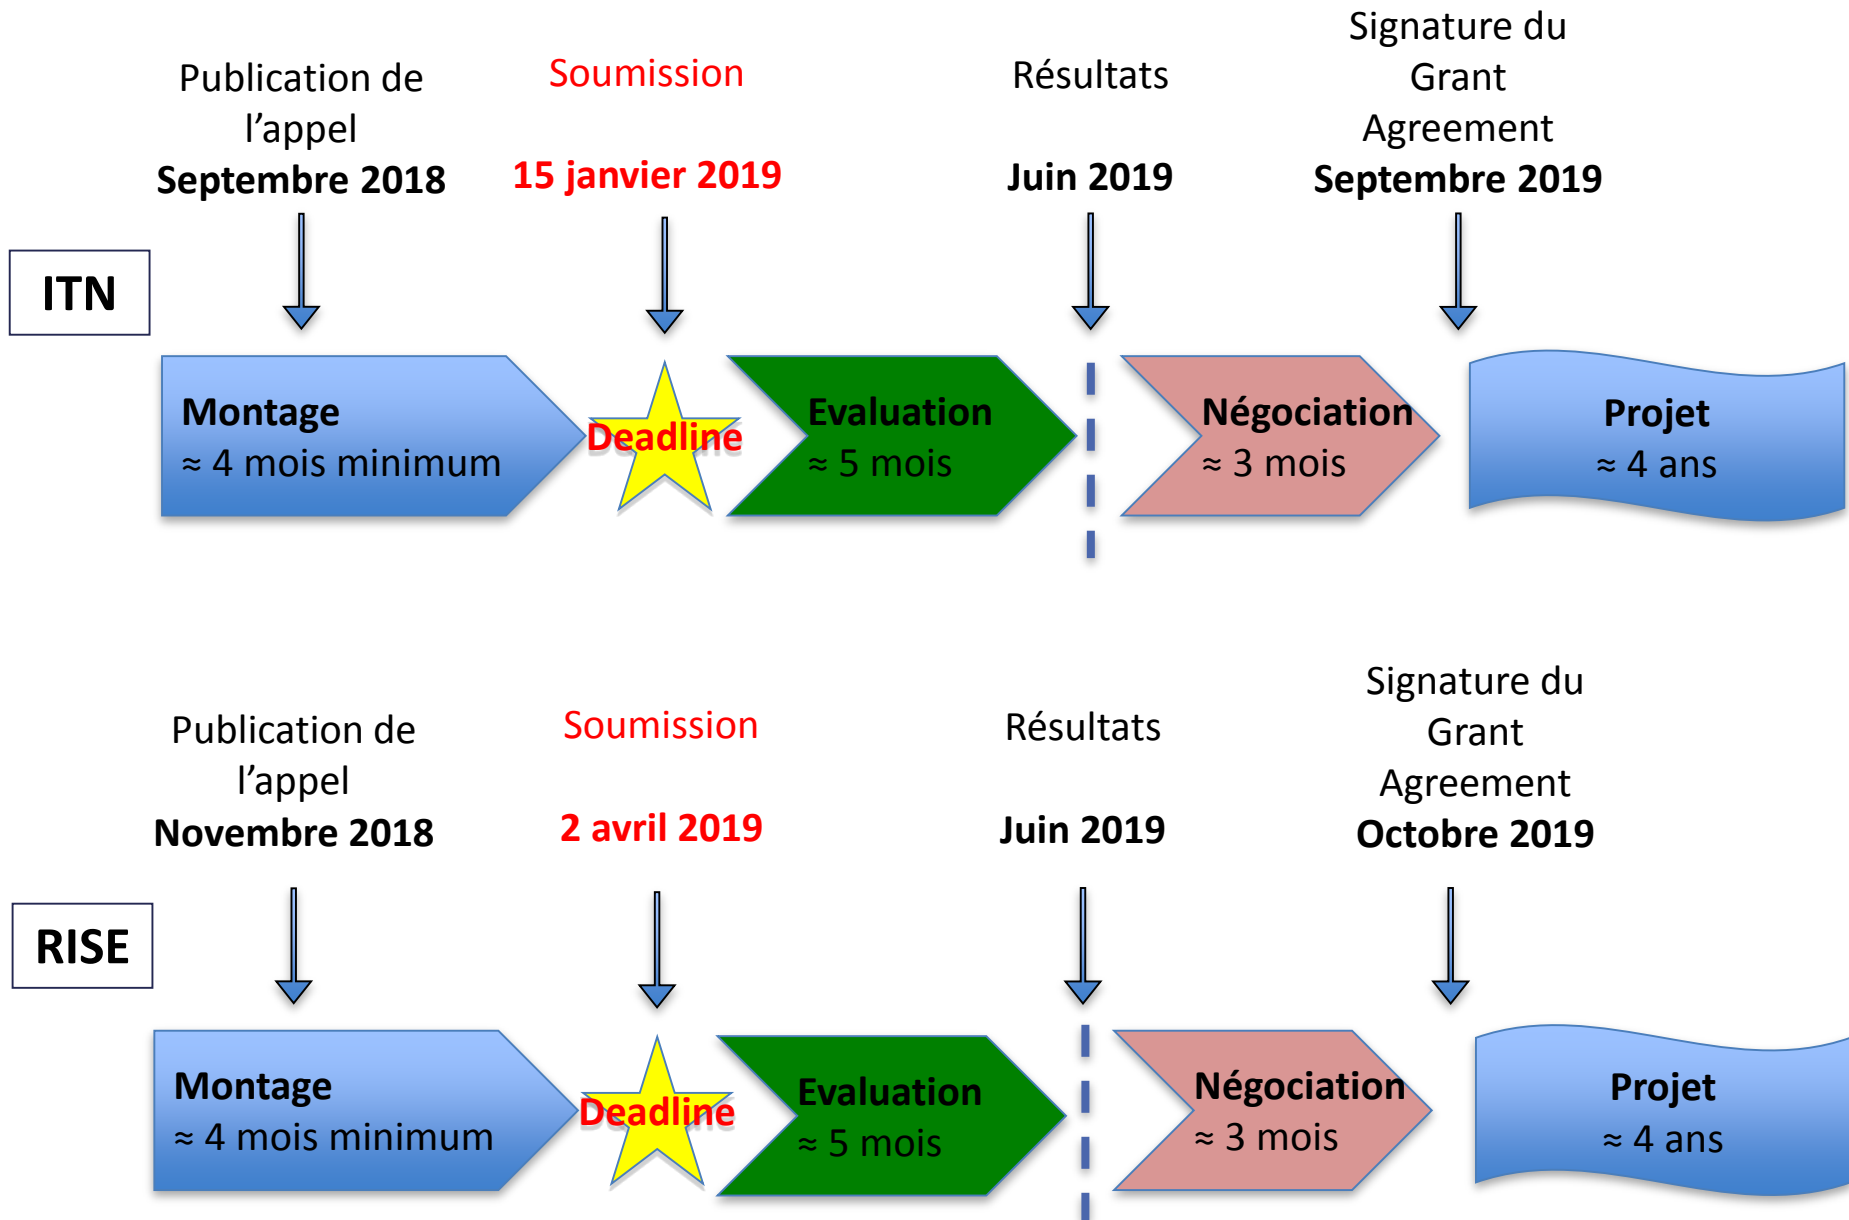 Publication de
l’appel
Septembre 2018
Soumission
15 janvier 2019
Résultats
Juin 2019
Signature du
Grant
Agreement
Septembre 2019
ITN
Montage
≈ 4 mois minimum
Deadline
Evaluation
≈ 5 mois
Négociation
≈ 3 mois
Projet
≈ 4 ans
Publication de
l’appel
Novembre 2018
Soumission
2 avril 2019
Résultats
Juin 2019
Signature du
Grant
Agreement
Octobre 2019
RISE
Montage
≈ 4 mois minimum
Deadline
Evaluation
≈ 5 mois
Négociation
≈ 3 mois
Projet
≈ 4 ans